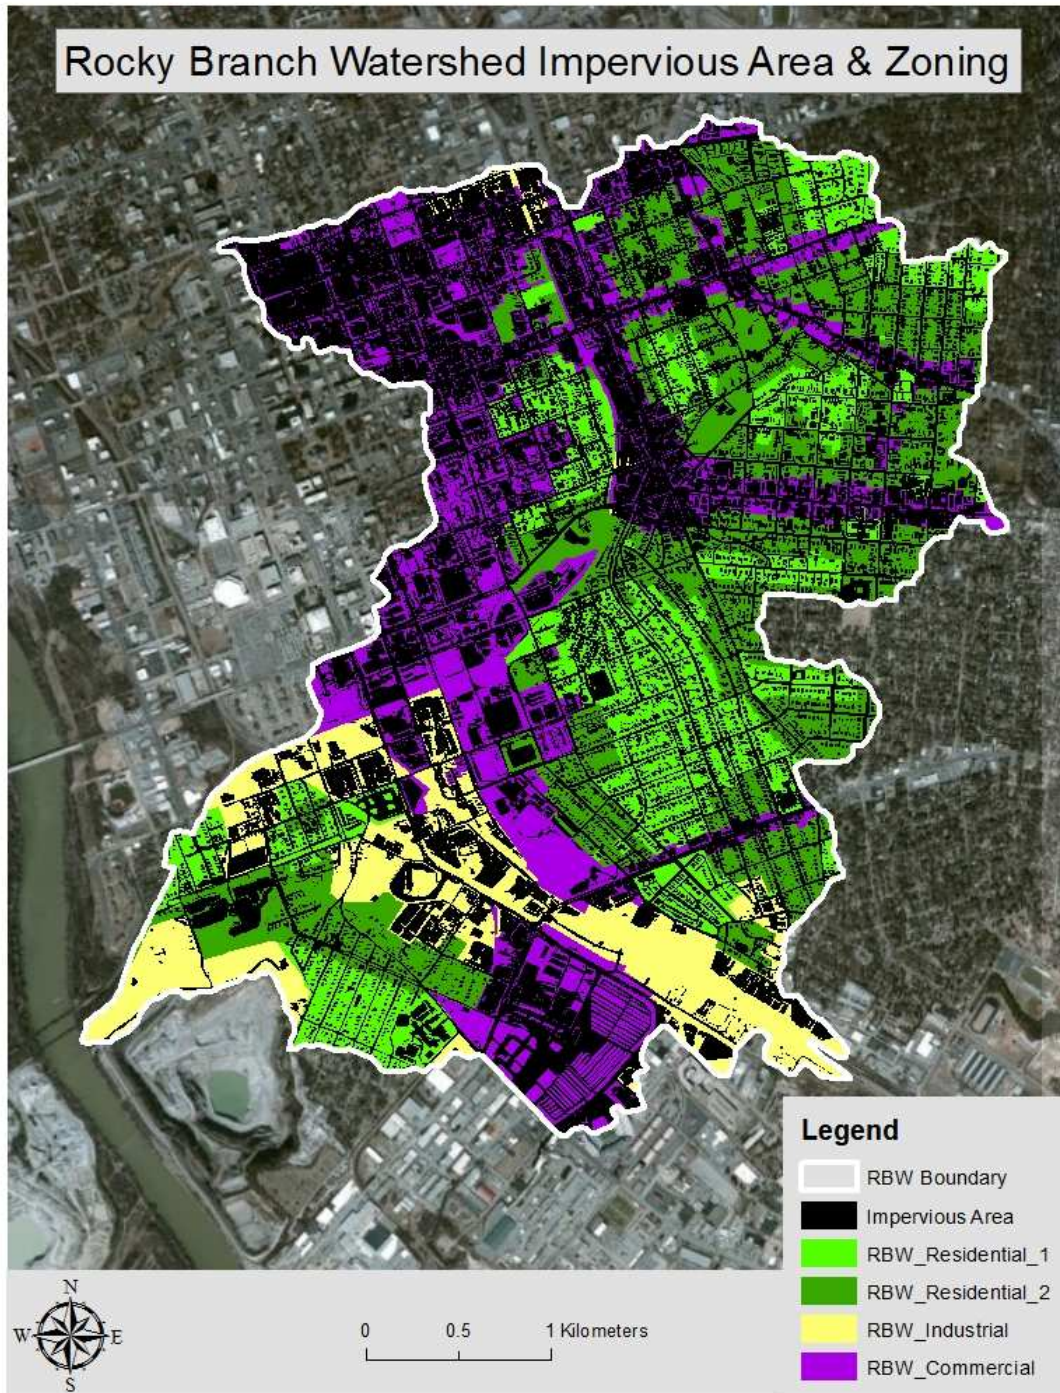 Rocky Branch Watershed Impervious Area & Zoning
Legend
RBW Boundary
Impervious Area
RBW_Residential_1
RBW_Residential_2
RBW_Industrial
RBW_Commercial
N
W E
S
0 0.5 1 Kilometers